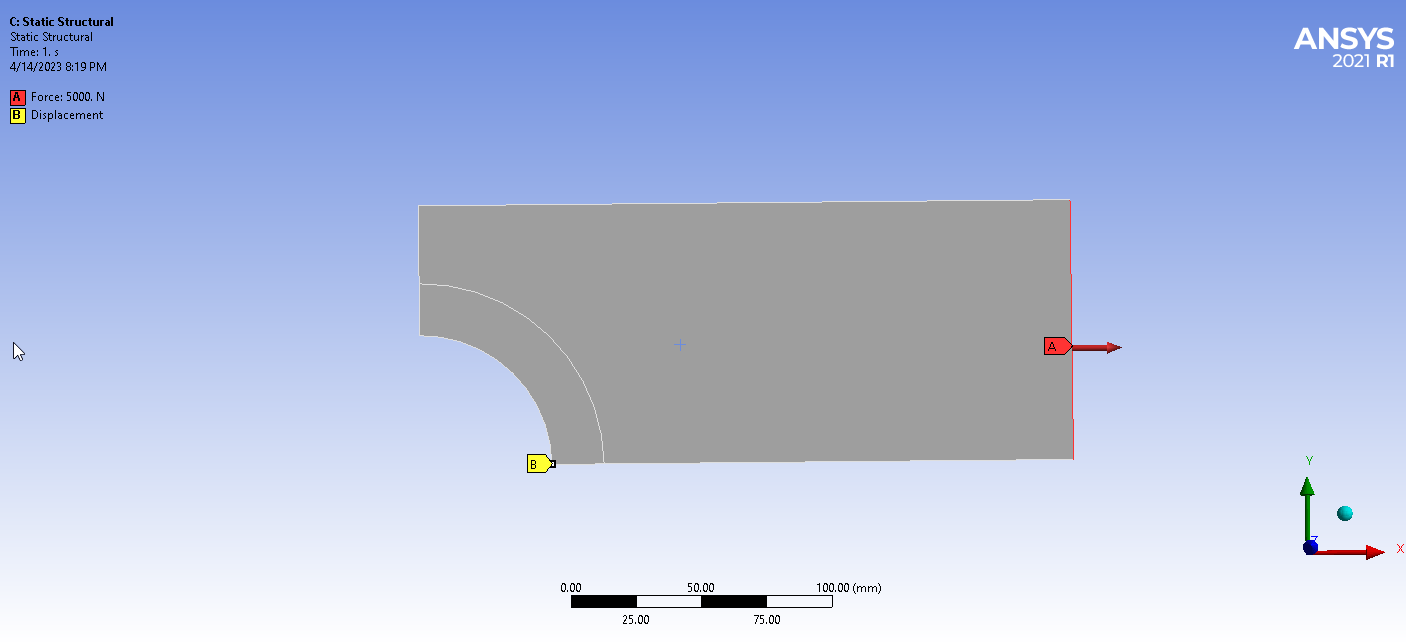 C: Static Structural
Static Structural
Time: 1. s
4/14/2023 8:19 PM
A Force: 5000. N
B Displacement
ANSYS
2021 R1
A
B
Y
Z
X
0.00 50.00 100.00 (mm)
25.00 75.00